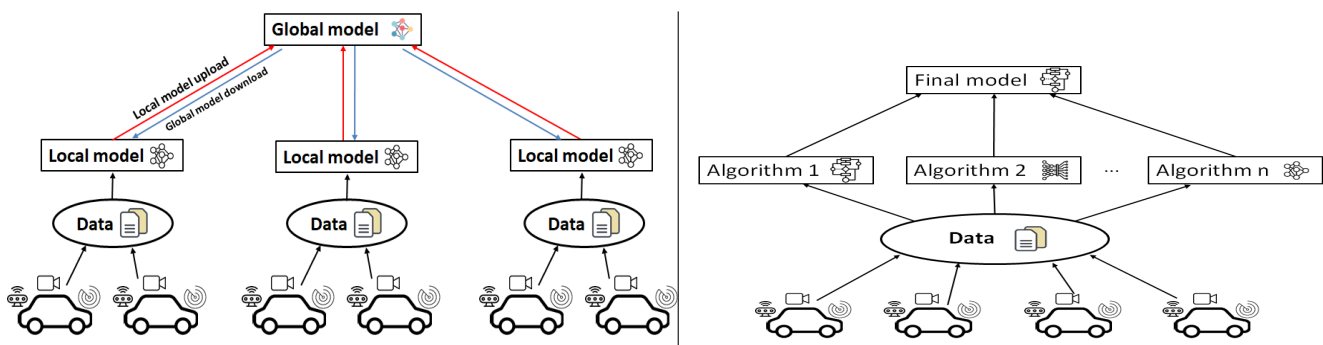 Global model
Local model upload
Global model download
Local model
Local model
Local model
Data
Data
Data
Final model
Algorithm 1
Algorithm 2
...
Algorithm n
Data